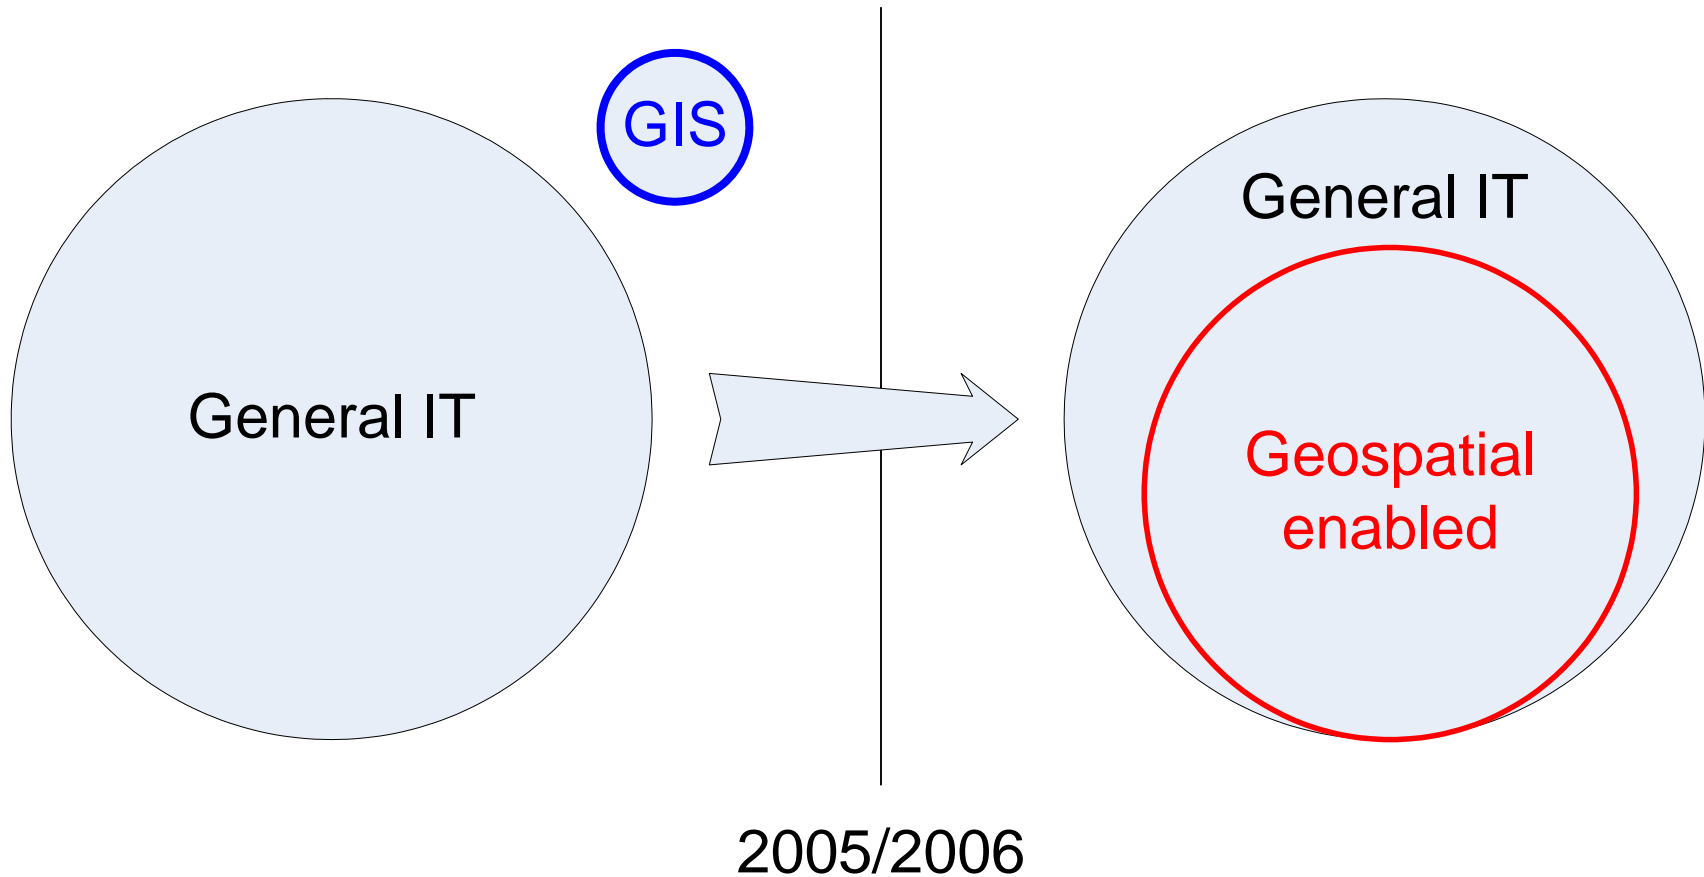 GIS
General IT
General IT
Geospatial
enabled
2005/2006